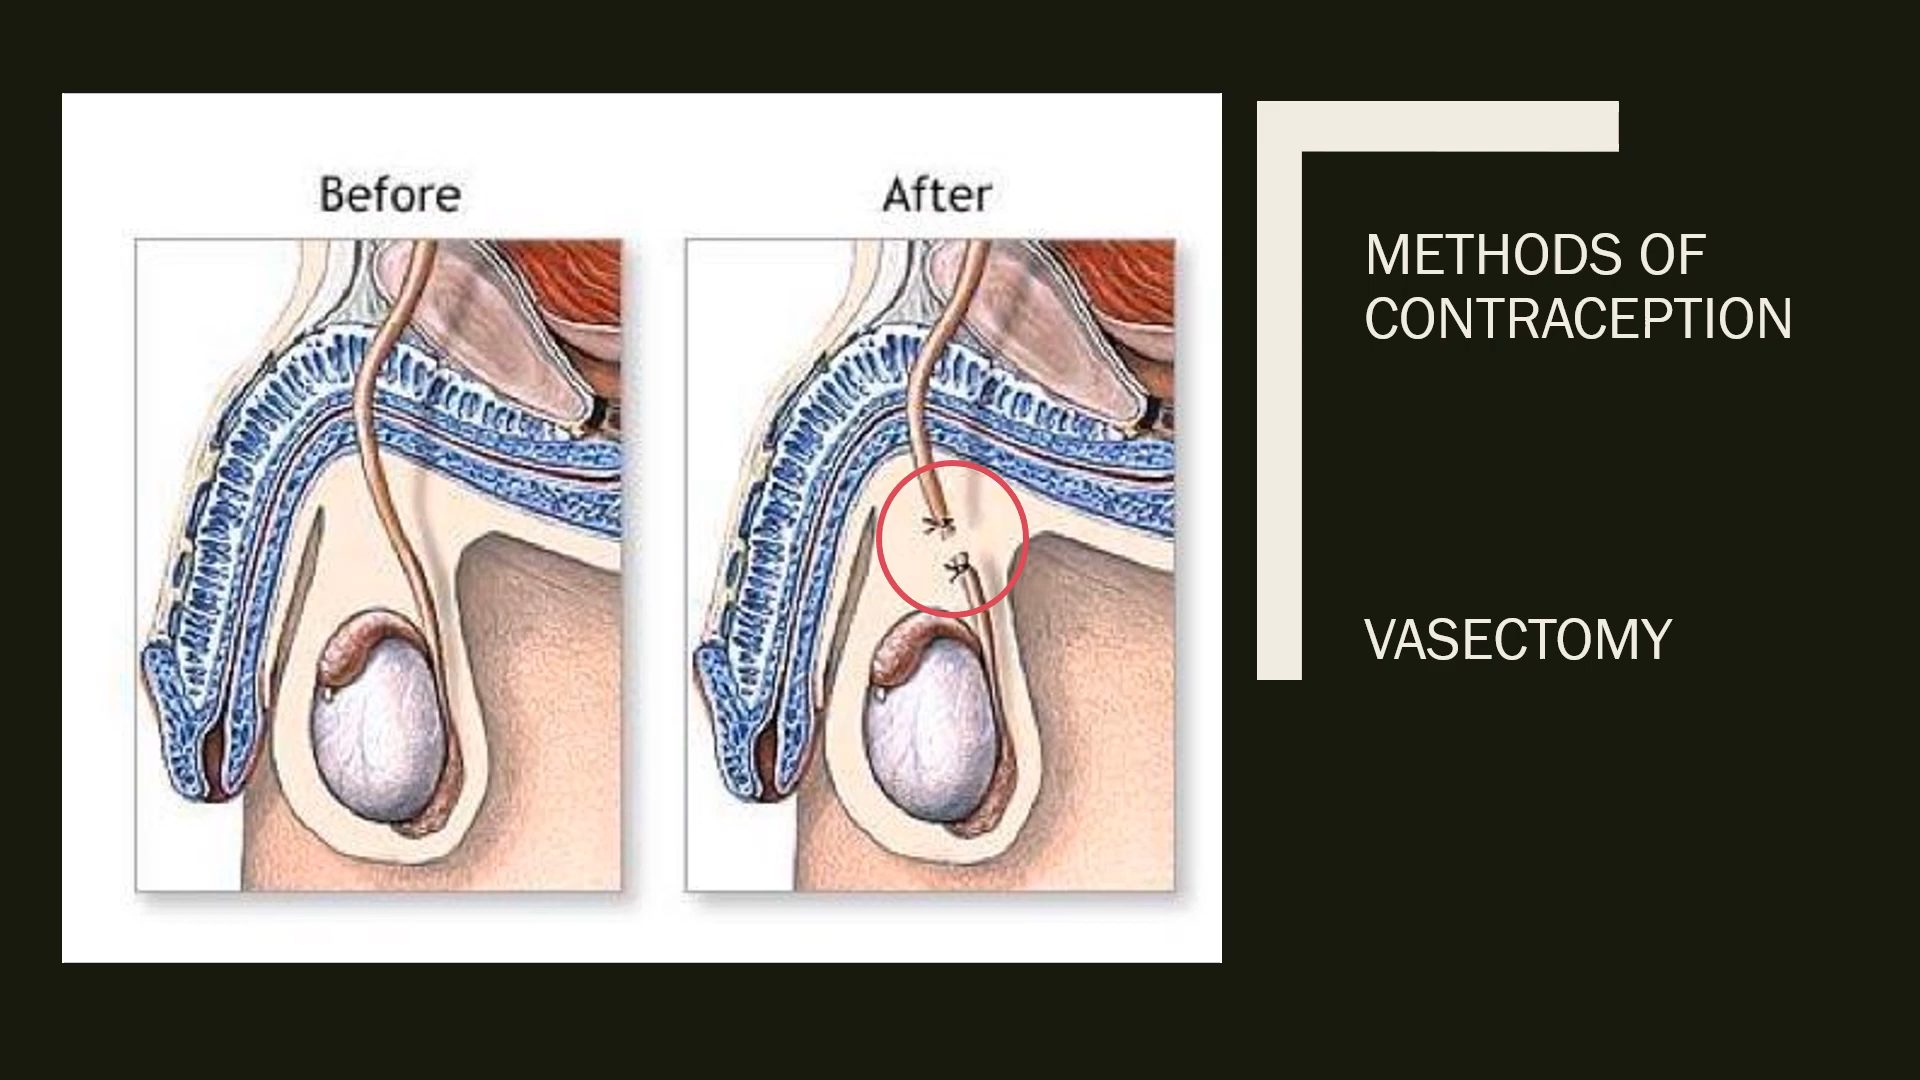 Before
After
METHODS OF
CONTRACEPTION
VASECTOMY